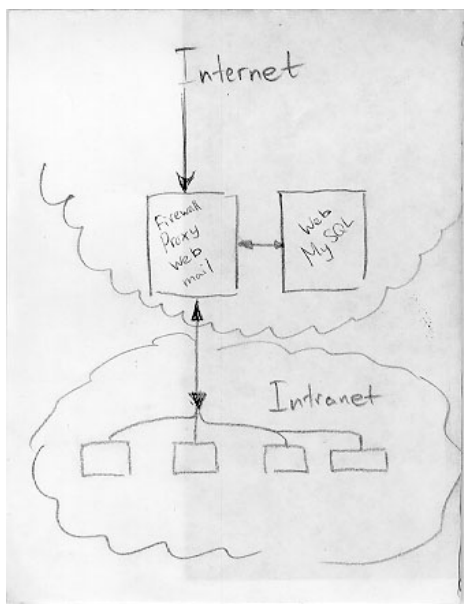 Internet
Firewall
Proxy
Web
mail
Web
MySQL
Intranet